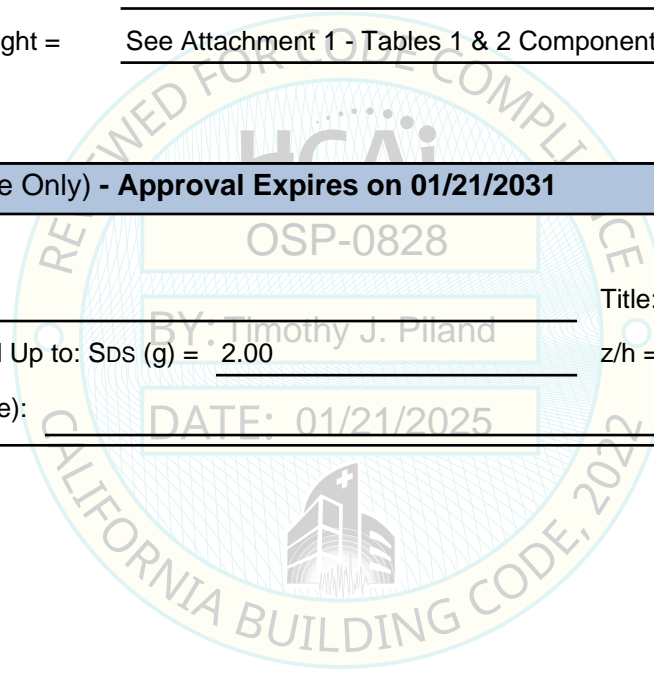 ght = See Attachment 1 - Tables 1 & 2 Component
REVIEWED FOR CODE COMPLIANCE
HCAi
e Only) - Approval Expires on 01/21/2031
OSP-0828
Title:
BY: Timothy J. Piland
Up to: SDS (g) = 2.00 z/h =
e):
DATE: 01/21/2025
CALIFORNIA BUILDING CODE, 2022